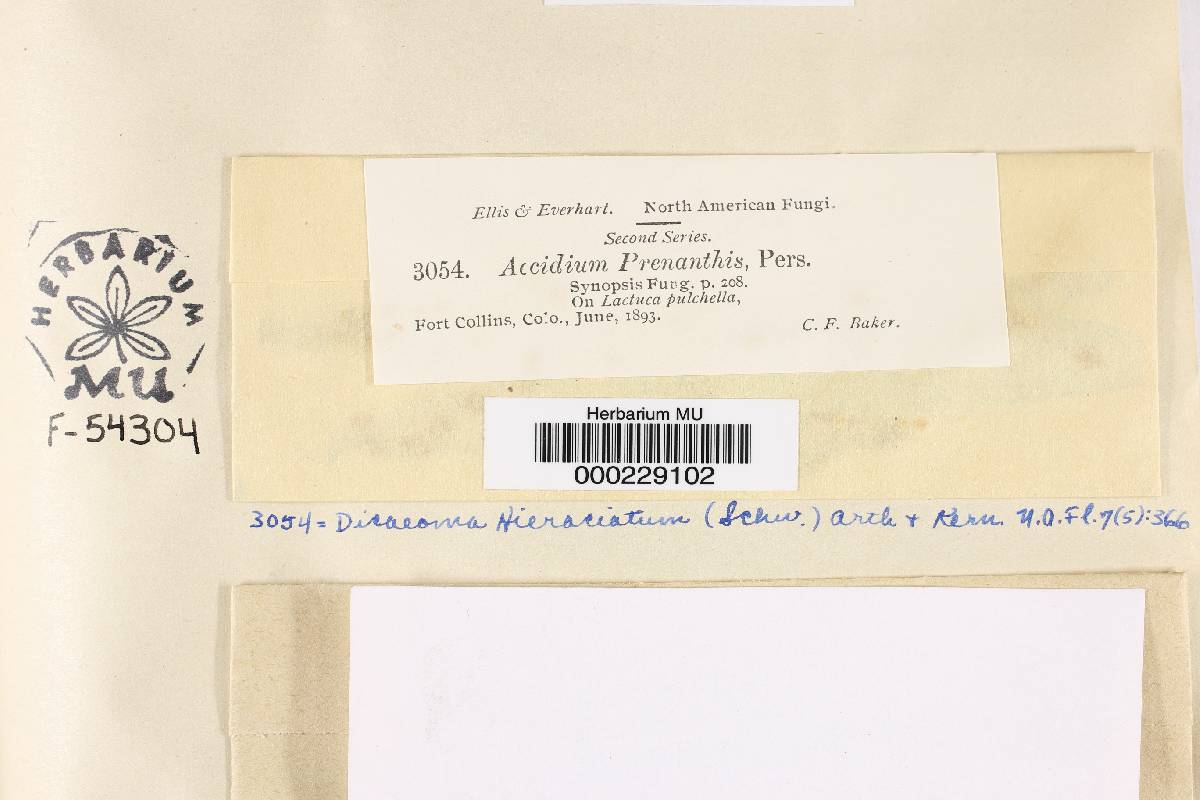 Ellis & Everhart. North American Fungi.
Second Series.
3054. Aecidium Prenanthis, Pers.
Synopsis Fung. p. 208.
On Lactuca pulchella,
Fort Collins, Colo., June, 1893. C. F. Baker.
HERBARIUM
MU
F-54304
Herbarium MU
000229102
3054 = Dicaeoma Hieraciatum (Schw.) Arth + Kern. N.A.Fl. 7(5):366